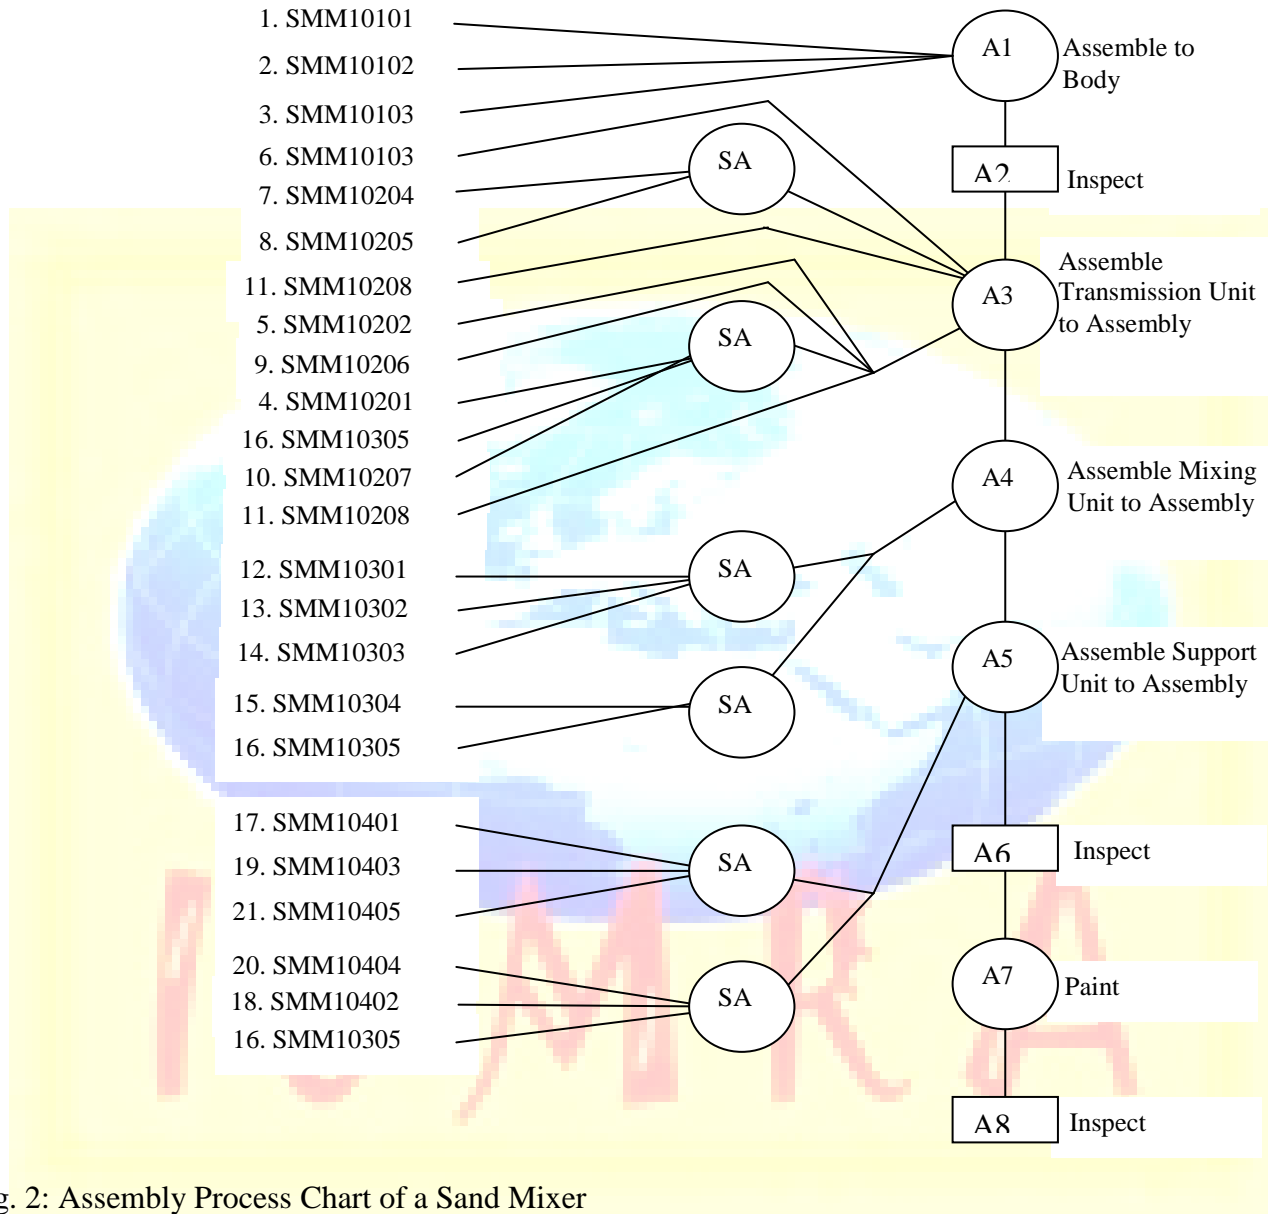 1. SMM10101
2. SMM10102
3. SMM10103
6. SMM10103
7. SMM10204
8. SMM10205
11. SMM10208
5. SMM10202
9. SMM10206
4. SMM10201
16. SMM10305
10. SMM10207
11. SMM10208
12. SMM10301
13. SMM10302
14. SMM10303
15. SMM10304
16. SMM10305
17. SMM10401
19. SMM10403
21. SMM10405
20. SMM10404
18. SMM10402
16. SMM10305
SA
SA
SA
SA
SA
SA
A1
Assemble to
Body
A2
Inspect
A3
Assemble
Transmission Unit
to Assembly
A4
Assemble Mixing
Unit to Assembly
A5
Assemble Support
Unit to Assembly
A6
Inspect
A7
Paint
A8
Inspect
g. 2: Assembly Process Chart of a Sand Mixer